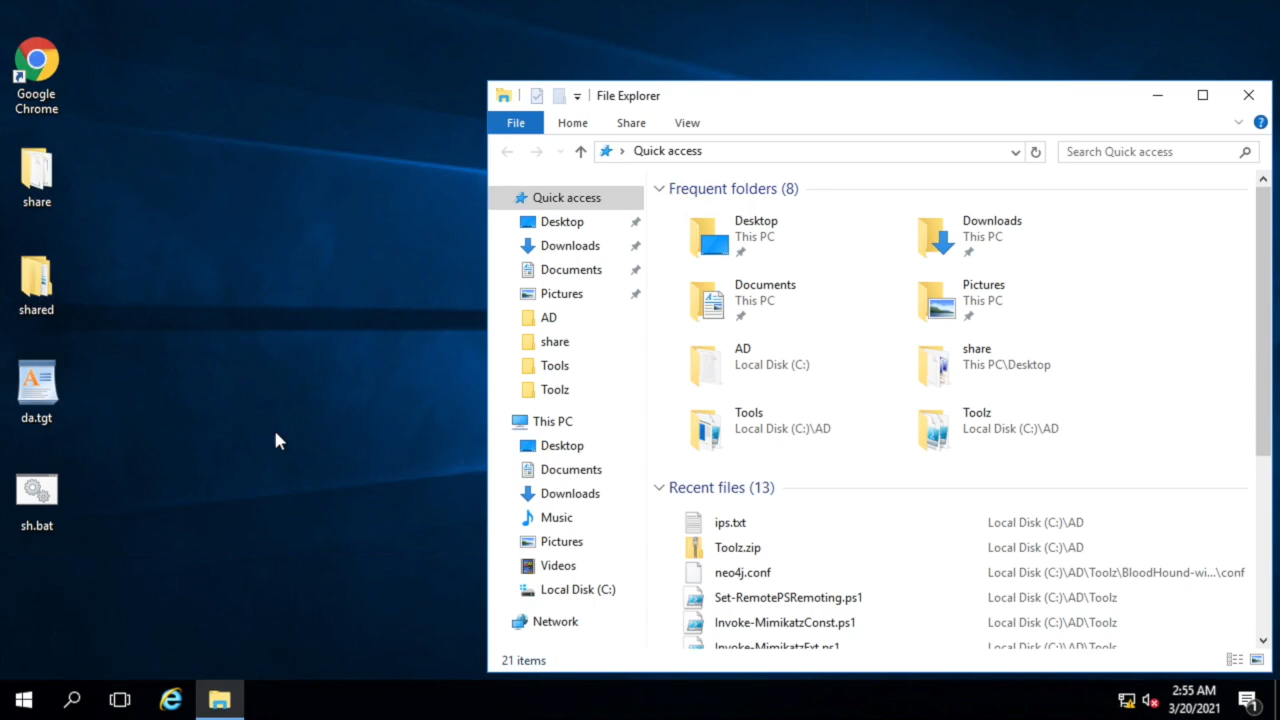 Google
Chrome
share
shared
da.tgt
sh.bat
File Explorer
File
Home
Share
View
?
Quick access
Search Quick access
Quick access
Desktop
Downloads
Documents
Pictures
AD
share
Tools
Toolz
This PC
Desktop
Documents
Downloads
Music
Pictures
Videos
Local Disk (C:)
Network
Frequent folders (8)
Desktop
This PC
Downloads
This PC
Documents
This PC
Pictures
This PC
AD
Local Disk (C:)
share
This PC\Desktop
Tools
Local Disk (C:)\AD
Toolz
Local Disk (C:)\AD
Recent files (13)
ips.txt Local Disk (C:)\AD
Toolz.zip Local Disk (C:)\AD
neo4j.conf Local Disk (C:)\AD\Toolz\BloodHound-wi...\conf
Set-RemotePSRemoting.ps1 Local Disk (C:)\AD\Toolz
Invoke-MimikatzConst.ps1 Local Disk (C:)\AD\Toolz
Invoke-MimikatzExt.ps1 Local Disk (C:)\AD\Tools
21 items
2:55 AM
3/20/2021
1